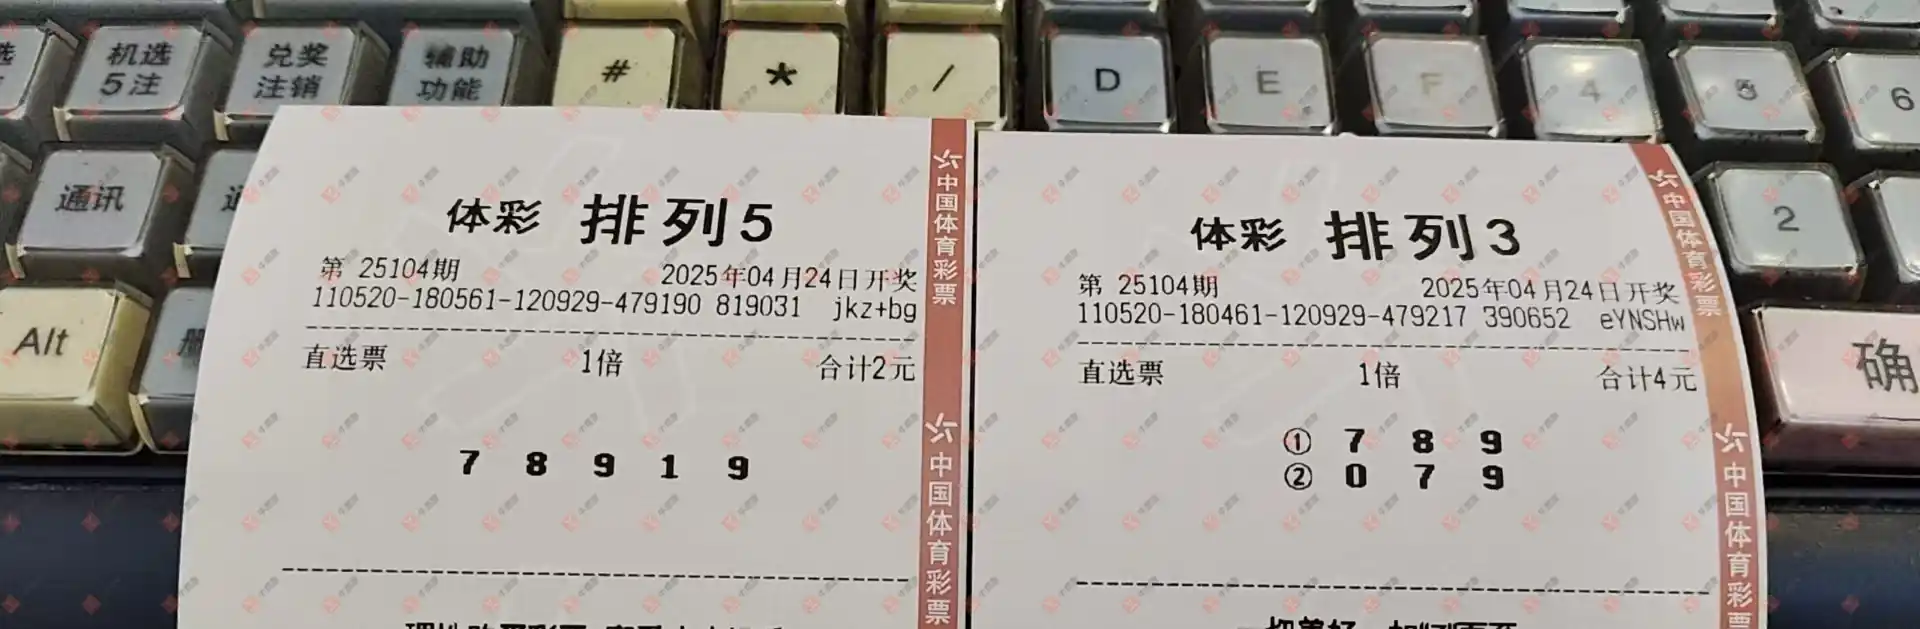 机选 兑奖 辅助
5注 注销 功能 # * / D E F 4 5 6
通讯 2
Alt 确
体彩 排列5
第 25104期 2025年04月24日开奖
110520-180561-120929-479190 819031 jkz+bg
直选票 1倍 合计2元
7 8 9 1 9
中国体育彩票
中国体育彩票
体彩 排列3
第 25104期 2025年04月24日开奖
110520-180461-120929-479217 390652 eYNSHw
直选票 1倍 合计4元
① 7 8 9
② 0 7 9
中国体育彩票
中国体育彩票